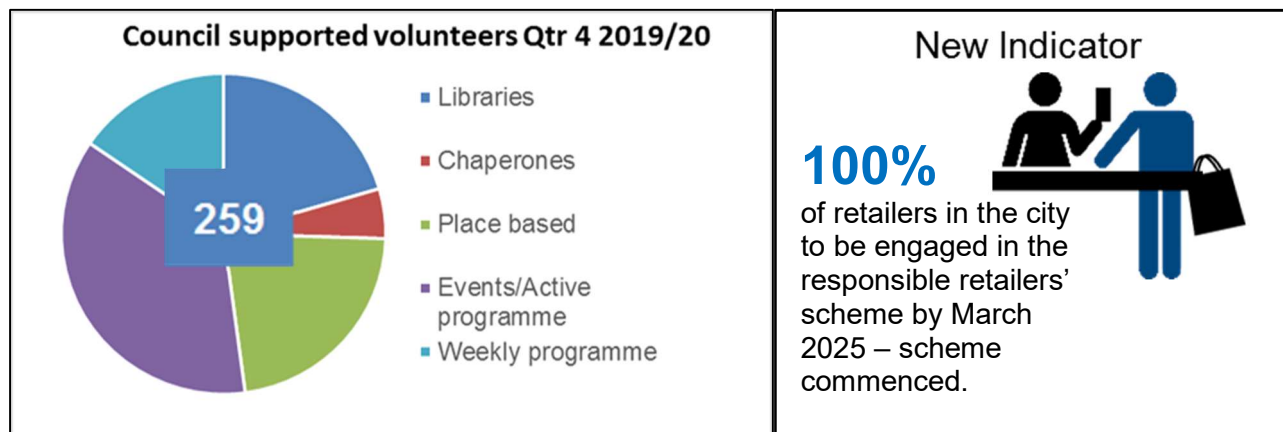 Council supported volunteers Qtr 4 2019/20
259
Libraries
Chaperones
Place based
Events/Active
programme
Weekly programme
New Indicator
100%
of retailers in the city
to be engaged in the
responsible retailers’
scheme by March
2025 – scheme
commenced.